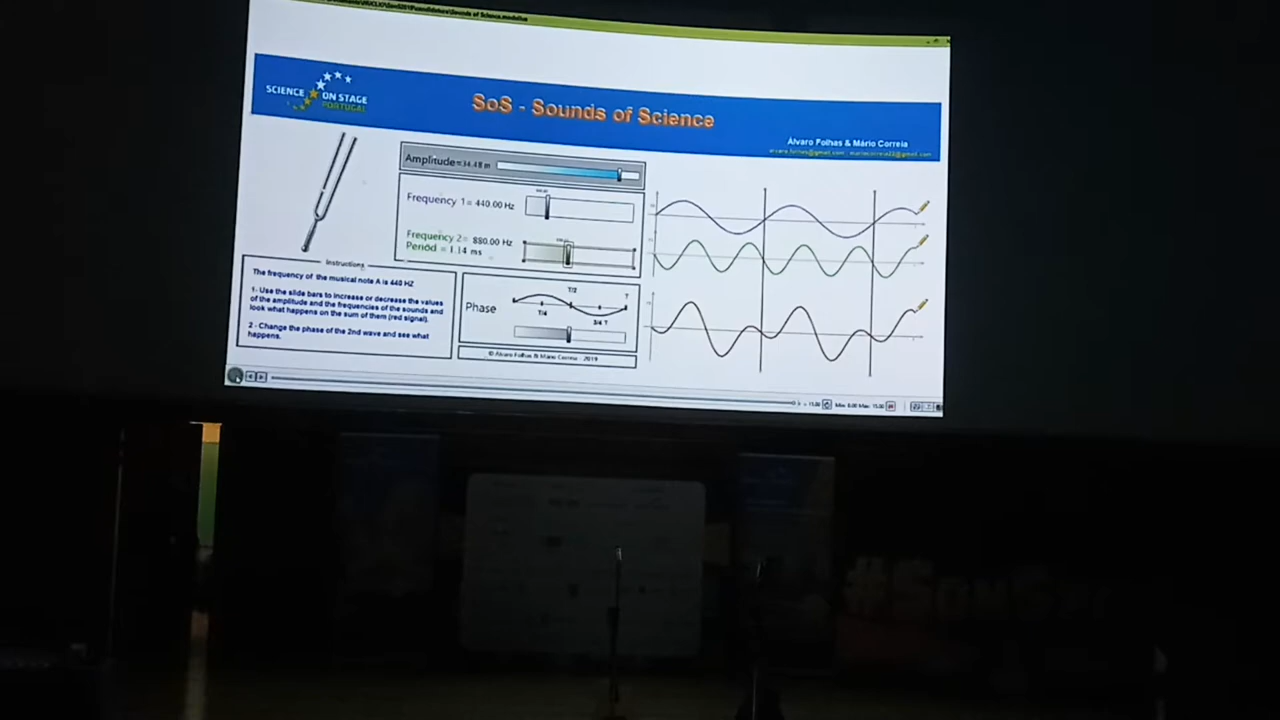 SCIENCE ON STAGE
PORTUGAL
SoS - Sounds of Science
Álvaro Folhas & Mário Correia
Amplitude=34.48 m
Frequency 1= 440.00 Hz
Frequency 2= 880.00 Hz
Period = 1.14 ms
Instructions
The frequency of the musical note A is 440 HZ
1- Use the slide bars to increase or decrease the values
of the amplitude and the frequencies of the sounds and
look what happens on the sum of them (red signal).
2 - Change the phase of the 2nd wave and see what
happens.
Phase
T/2
T
T/4
3/4 T
© Álvaro Folhas & Mário Correia - 2019